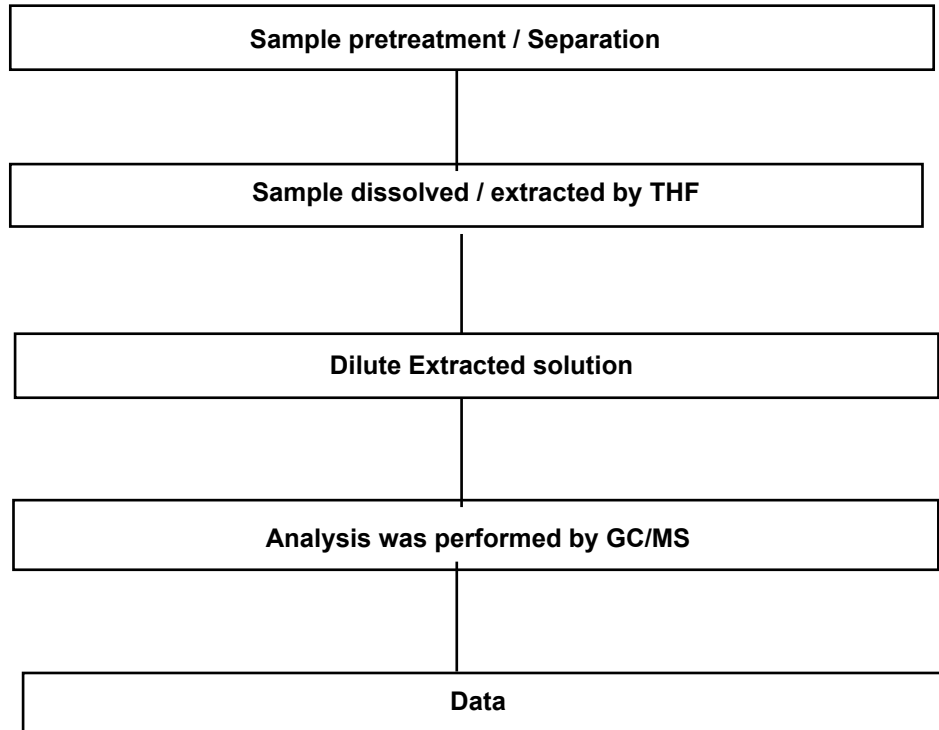 Sample pretreatment / Separation
Sample dissolved / extracted by THF
Dilute Extracted solution
Analysis was performed by GC/MS
Data